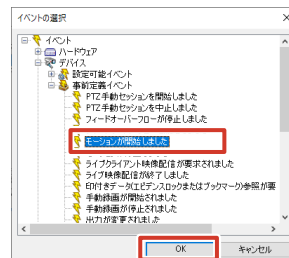 イベントの選択
イベント
ハードウェア
デバイス
設定可能イベント
事前定義イベント
PTZ 手動セッションを開始しました
PTZ 手動セッションを中止しました
フィードオーバーフローが停止しました
モーションが開始しました
ライブクライアント映像配信が要求されました
ライブ映像配信が終了しました
印付きデータ(エビデンスロックまたはブックマーク)参照が要
手動録画が開始されました
手動録画が停止されました
出力が変更されました
OK
キャンセル